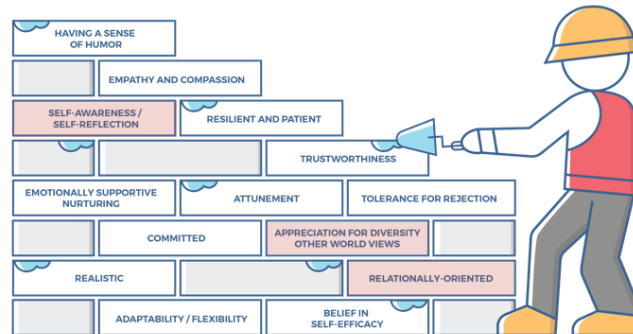 HAVING A SENSE
OF HUMOR
EMPATHY AND COMPASSION
SELF-AWARENESS /
SELF-REFLECTION
RESILIENT AND PATIENT
TRUSTWORTHINESS
EMOTIONALLY SUPPORTIVE
NURTURING
ATTUNEMENT
TOLERANCE FOR REJECTION
COMMITTED
APPRECIATION FOR DIVERSITY
OTHER WORLD VIEWS
REALISTIC
RELATIONALLY-ORIENTED
ADAPTABILITY / FLEXIBILITY
BELIEF IN
SELF-EFFICACY